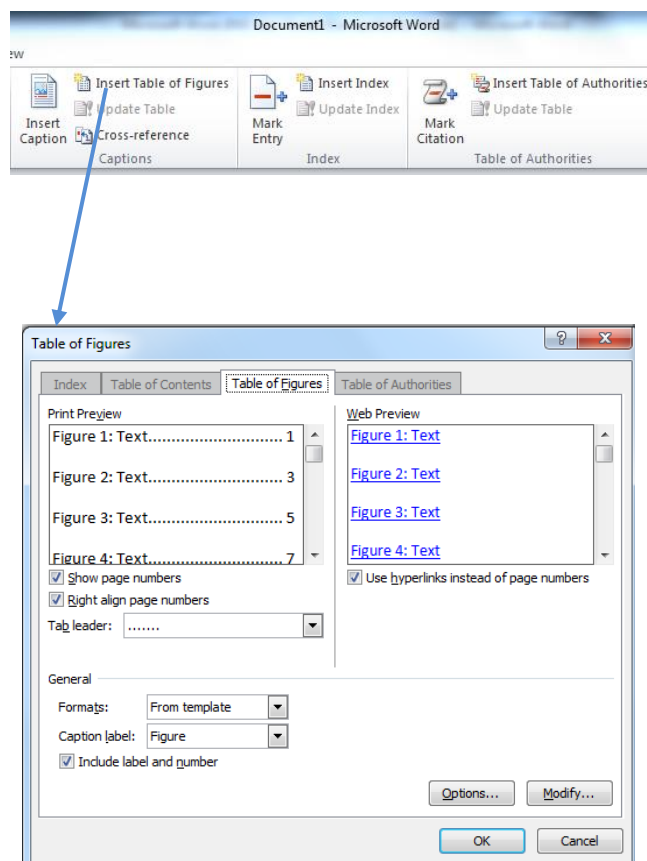 Document1 - Microsoft Word
ew
Insert Table of Figures
Update Table
Cross-reference
Insert
Caption
Captions
Insert Index
Update Index
Mark
Entry
Index
Insert Table of Authorities
Update Table
Mark
Citation
Table of Authorities
Table of Figures
Index Table of Contents Table of Figures Table of Authorities
Print Preview
Figure 1: Text............................ 1
Figure 2: Text............................ 3
Figure 3: Text............................ 5
Figure 4: Text............................ 7
Show page numbers
Right align page numbers
Tab leader: .......
Web Preview
Figure 1: Text
Figure 2: Text
Figure 3: Text
Figure 4: Text
Use hyperlinks instead of page numbers
General
Formats: From template
Caption label: Figure
Include label and number
Options... Modify...
OK Cancel